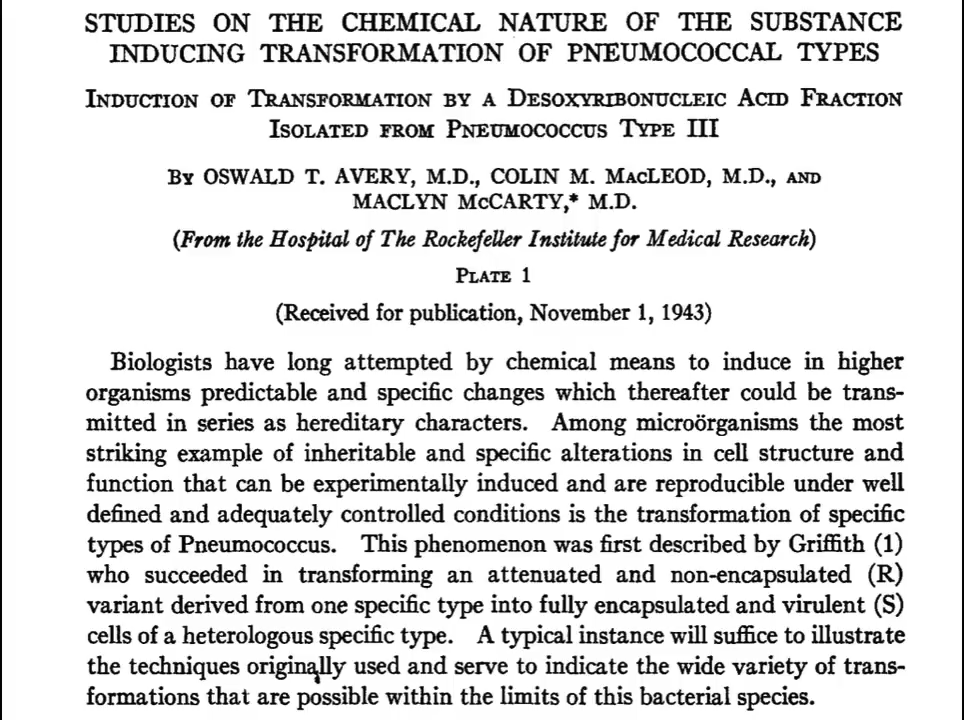 STUDIES ON THE CHEMICAL NATURE OF THE SUBSTANCE
INDUCING TRANSFORMATION OF PNEUMOCOCCAL TYPES
INDUCTION OF TRANSFORMATION BY A DESOXYRIBONUCLEIC ACID FRACTION
ISOLATED FROM PNEUMOCOCCUS TYPE III
BY OSWALD T. AVERY, M.D., COLIN M. MACLEOD, M.D., AND
MACLYN McCARTY,* M.D.
(From the Hospital of The Rockefeller Institute for Medical Research)
PLATE 1
(Received for publication, November 1, 1943)
Biologists have long attempted by chemical means to induce in higher
organisms predictable and specific changes which thereafter could be trans-
mitted in series as hereditary characters. Among microörganisms the most
striking example of inheritable and specific alterations in cell structure and
function that can be experimentally induced and are reproducible under well
defined and adequately controlled conditions is the transformation of specific
types of Pneumococcus. This phenomenon was first described by Griffith (1)
who succeeded in transforming an attenuated and non-encapsulated (R)
variant derived from one specific type into fully encapsulated and virulent (S)
cells of a heterologous specific type. A typical instance will suffice to illustrate
the techniques originally used and serve to indicate the wide variety of trans-
formations that are possible within the limits of this bacterial species.